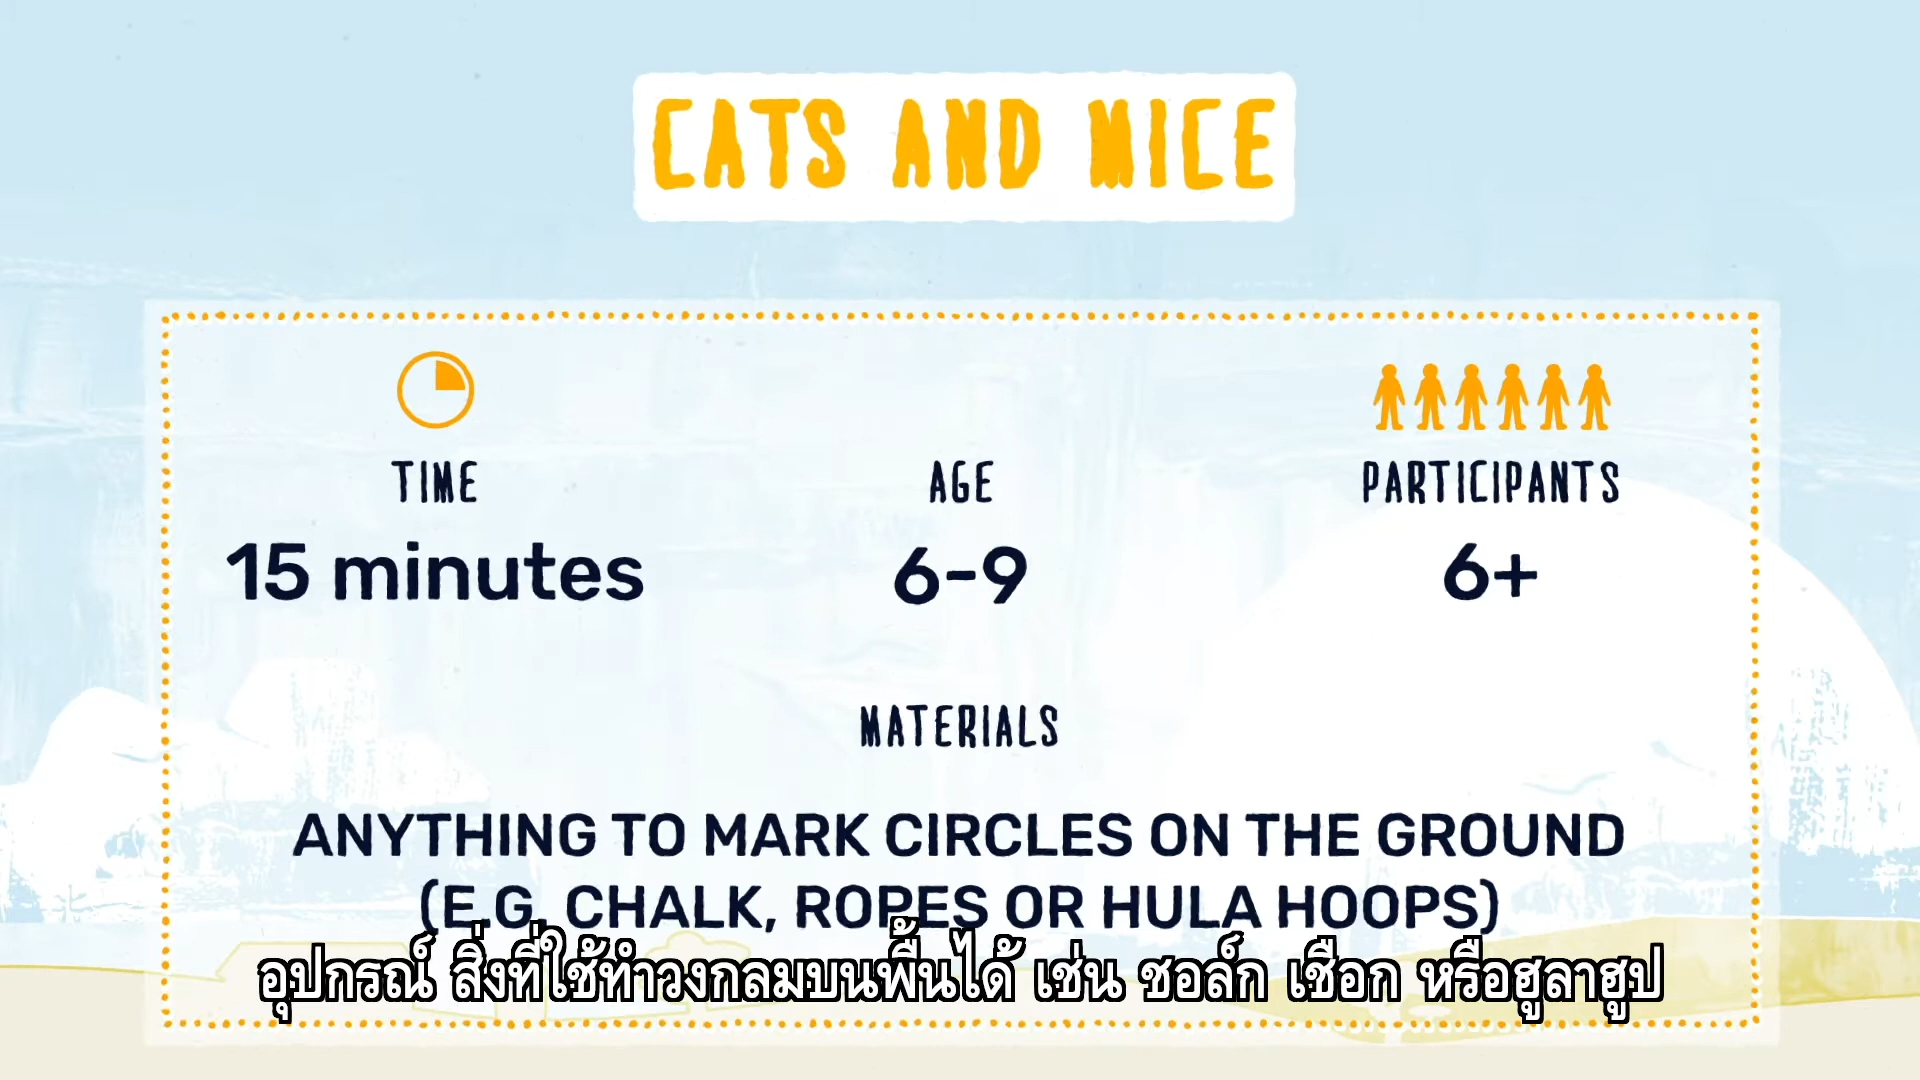 CATS AND MICE
TIME
15 minutes
AGE
6-9
PARTICIPANTS
6+
MATERIALS
ANYTHING TO MARK CIRCLES ON THE GROUND
(E.G. CHALK, ROPES OR HULA HOOPS)
อุปกรณ์ สิ่งที่ใช้ทำวงกลมบนพื้นได้ เช่น ชอล์ก เชือก หรือฮูลาฮูป